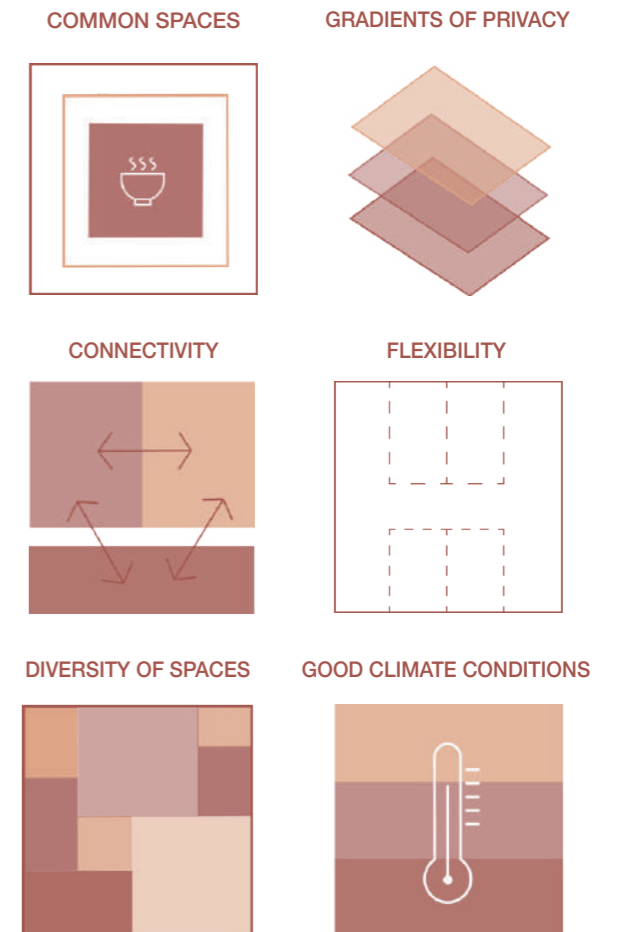 COMMON SPACES
GRADIENTS OF PRIVACY
CONNECTIVITY
FLEXIBILITY
DIVERSITY OF SPACES
GOOD CLIMATE CONDITIONS